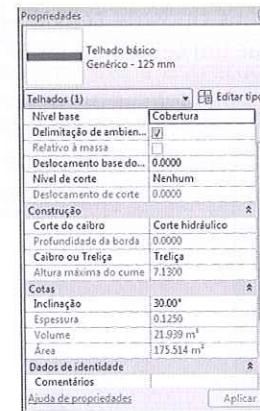 Propriedades
Telhado básico
Genérico - 125 mm
Telhados (1)
Editar tipo
Nível base Cobertura
Delimitação de ambien...
Relativo à massa
Deslocamento base do... 0.0000
Nível de corte Nenhum
Deslocamento de corte 0.0000
Construção
Corte do caibro Corte hidráulico
Profundidade da borda 0.0000
Caibro ou Treliça Treliça
Altura máxima do cume 7.1300
Cotas
Inclinação 30.00°
Espessura 0.1250
Volume 21.939 m³
Área 175.514 m²
Dados de identidade
Comentários
Ajuda de propriedades Aplicar